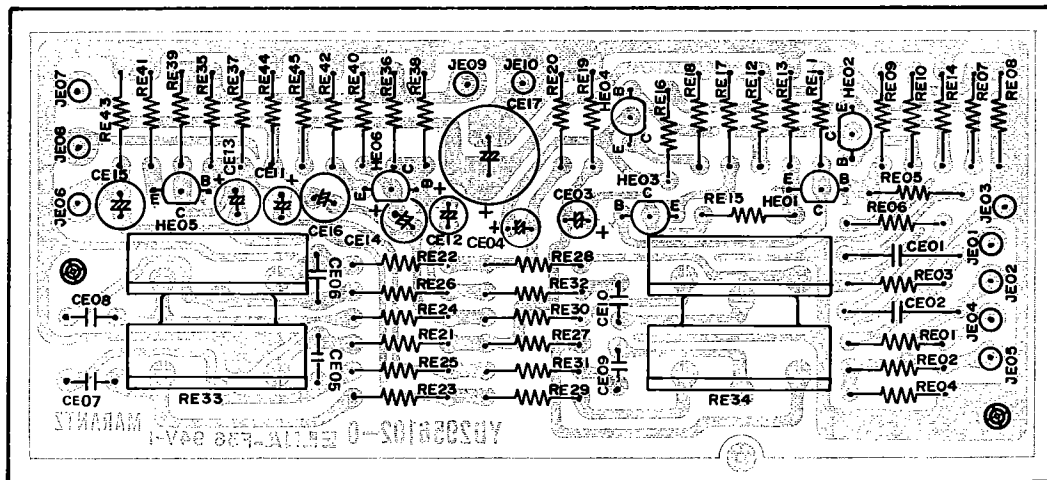 JE07
RE43
RE41
RE39
RE35
RE37
RE44
RE45
RE42
RE40
RE36
RE38
JE09
JE10
CE17
RE20
RE19
HE04
B
C
E
RE16
RE18
RE17
RE12
RE13
RE11
HE02
E
C
B
RE09
RE10
RE14
RE07
RE08
JE08
JE06
CE15
E
C
B
HE05
CE13
CE11
CE16
HE06
E
C
B
CE14
CE12
CE04
CE03
HE03
B
C
E
RE15
HE01
E
C
B
RE05
RE06
JE03
JE01
JE02
JE04
JE05
CE06
RE22
RE26
RE24
RE21
RE25
RE23
RE28
RE32
RE30
RE27
RE31
RE29
CE10
CE09
CE01
RE03
CE02
RE01
RE02
RE04
CE08
CE07
CE05
RE33
RE34
MARANTZ
YD2959102-0